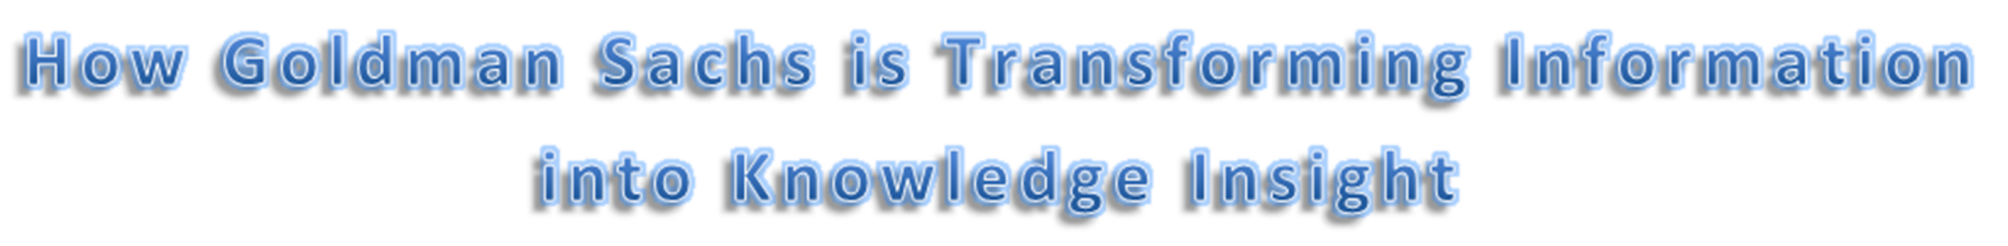 How Goldman Sachs is Transforming Information
into Knowledge Insight